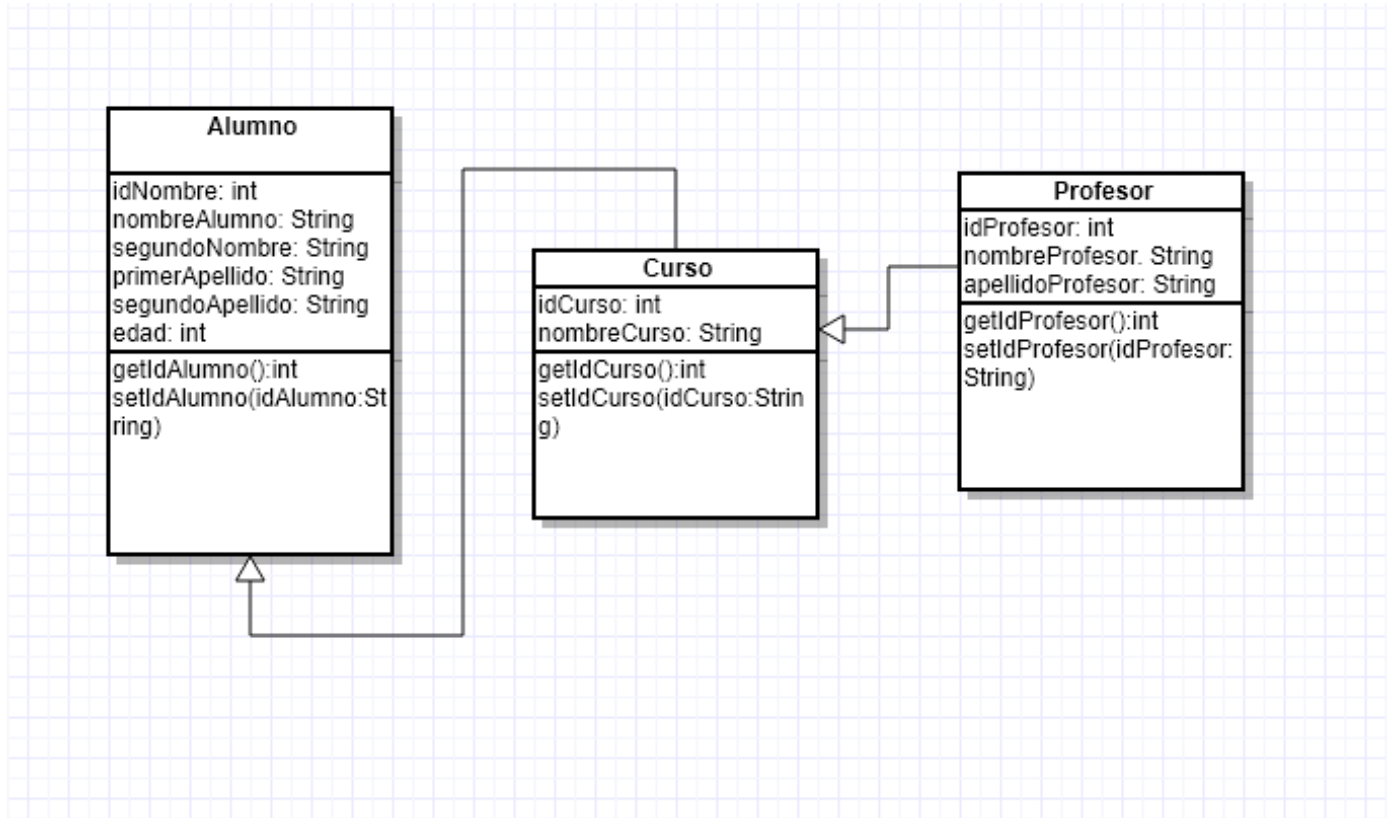 Alumno
idNombre: int
nombreAlumno: String
segundoNombre: String
primerApellido: String
segundoApellido: String
edad: int
getIdAlumno():int
setIdAlumno(idAlumno:St
ring)
Curso
idCurso: int
nombreCurso: String
getIdCurso():int
setIdCurso(idCurso:Strin
g)
Profesor
idProfesor: int
nombreProfesor. String
apellidoProfesor: String
getIdProfesor():int
setIdProfesor(idProfesor:
String)